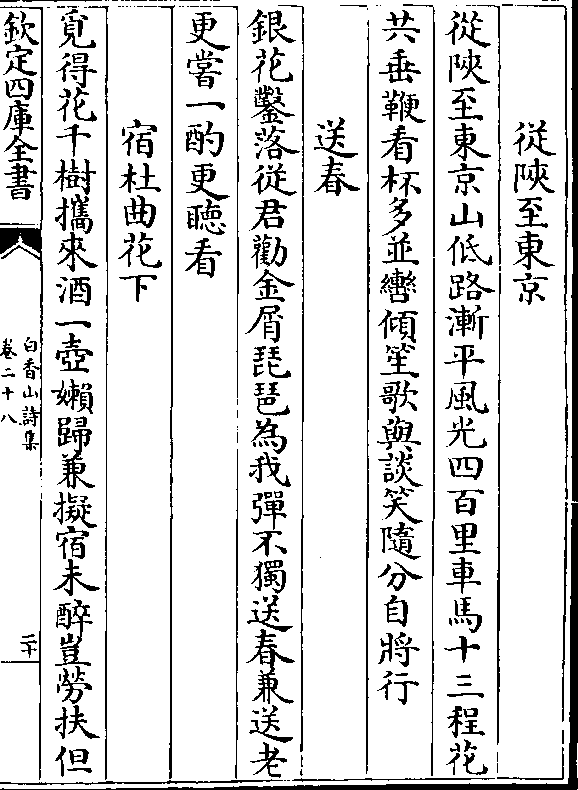 從陜至東京
從陜至東京山低路漸平風光四百里車馬十三程花
共垂鞭看杯多並轡傾笙歌與談笑隨分自將行
送春
銀花鑿落從君勸金屑琵琶為我彈不獨送春兼送老
更嘗一酌更聽看
宿杜曲花下
覓得花千樹攜來酒一壺嬾歸兼擬宿未醉豈勞扶但
欽定四庫全書
白香山詩集
卷二十八
二十